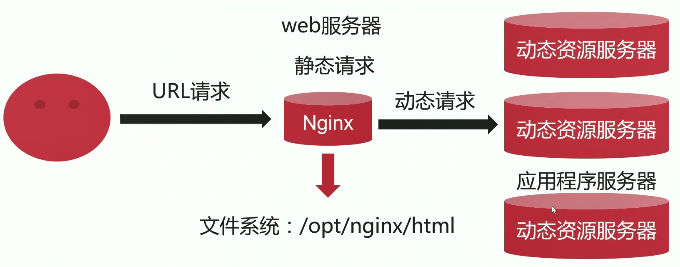 web服务器
静态请求
URL请求
Nginx
动态请求
动态资源服务器
动态资源服务器
应用程序服务器
动态资源服务器
文件系统：/opt/nginx/html